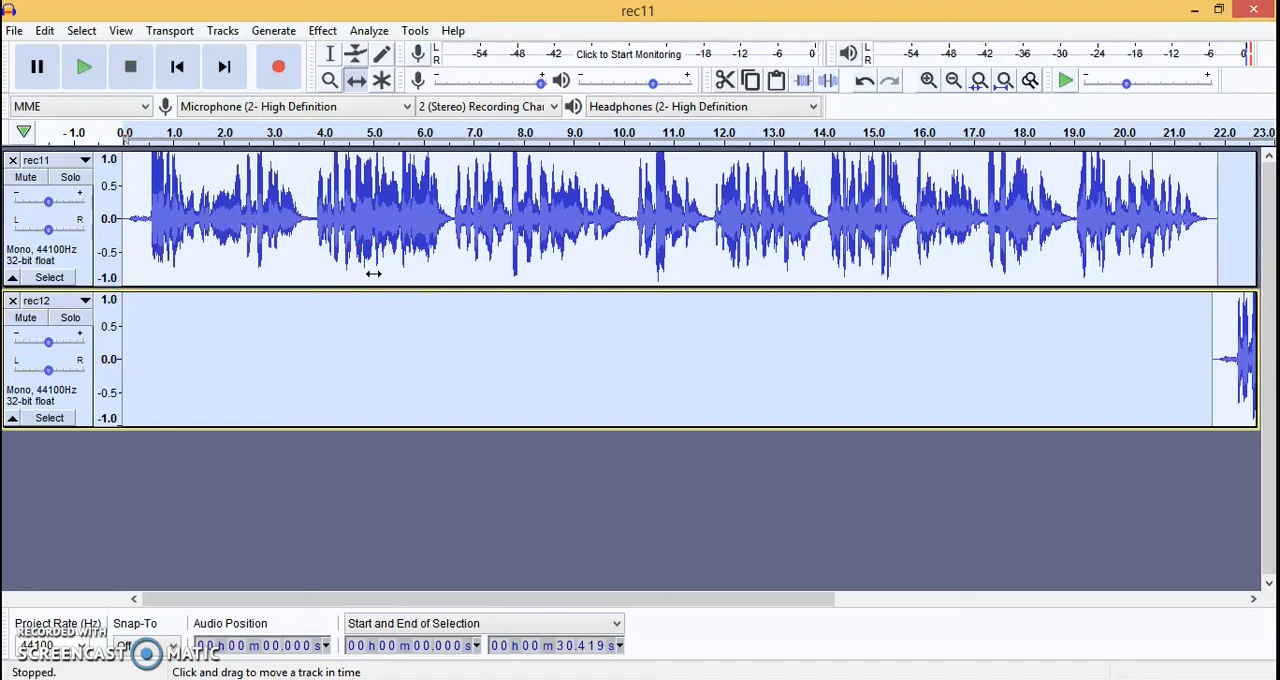 rec11
File Edit Select View Transport Tracks Generate Effect Analyze Tools Help
L R -54 -48 -42 Click to Start Monitoring -18 -12 -6 0 L R -54 -48 -42 -36 -30 -24 -18 -12 -6 0
- + - + - +
MME Microphone (2- High Definition 2 (Stereo) Recording Char Headphones (2- High Definition
- 1.0 0.0 1.0 2.0 3.0 4.0 5.0 6.0 7.0 8.0 9.0 10.0 11.0 12.0 13.0 14.0 15.0 16.0 17.0 18.0 19.0 20.0 21.0 22.0 23.0
rec11 1.0
Mute Solo 0.5
- +
L R 0.0
Mono, 44100Hz -0.5
32-bit float
Select -1.0
rec12 1.0
Mute Solo 0.5
- +
L R 0.0
Mono, 44100Hz -0.5
32-bit float
Select -1.0
Project Rate (Hz) Snap-To Audio Position Start and End of Selection
RECORDED WITH
44100 Off 00 h 00 m 00.000 s 00 h 00 m 00.000 s 00 h 00 m 30.419 s
SCREENCAST MATIC
Stopped. Click and drag to move a track in time